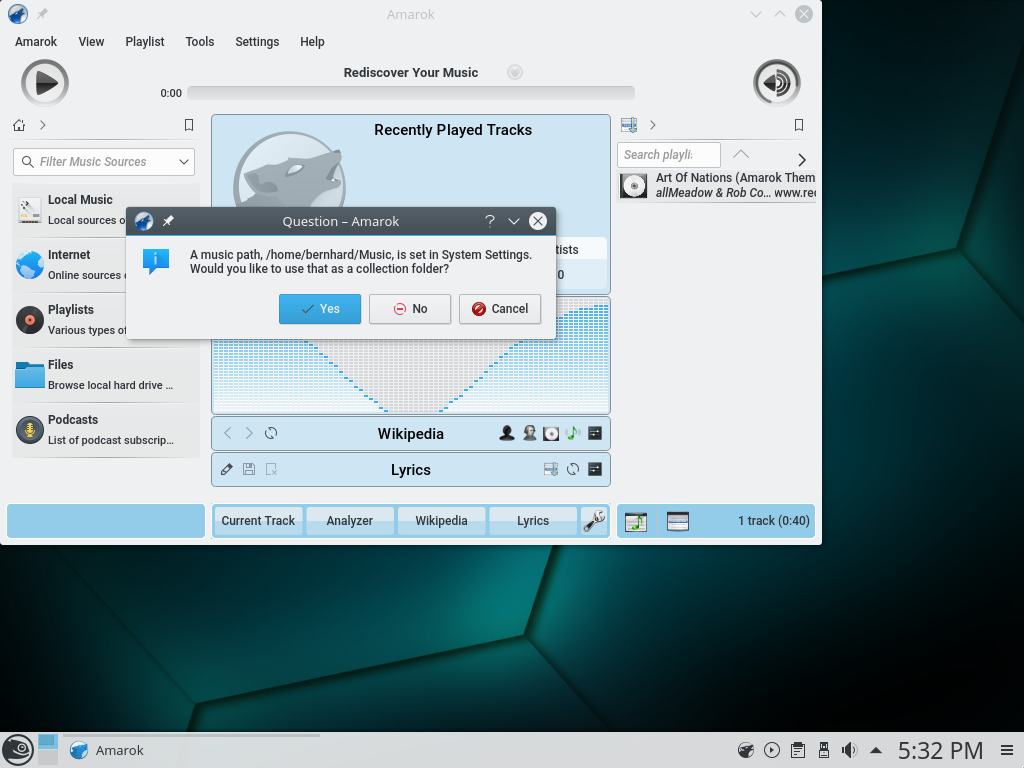 Amarok
Amarok View Playlist Tools Settings Help
Rediscover Your Music
0:00
Filter Music Sources
Local Music
Local sources o
Internet
Online sources
Playlists
Various types of
Files
Browse local hard drive ...
Podcasts
List of podcast subscrip...
Recently Played Tracks
tists
0
Question – Amarok
A music path, /home/bernhard/Music, is set in System Settings.
Would you like to use that as a collection folder?
Yes No Cancel
Wikipedia
Lyrics
Search playli
Art Of Nations (Amarok Them
allMeadow & Rob Co... www.ree
Current Track Analyzer Wikipedia Lyrics
1 track (0:40)
Amarok
5:32 PM